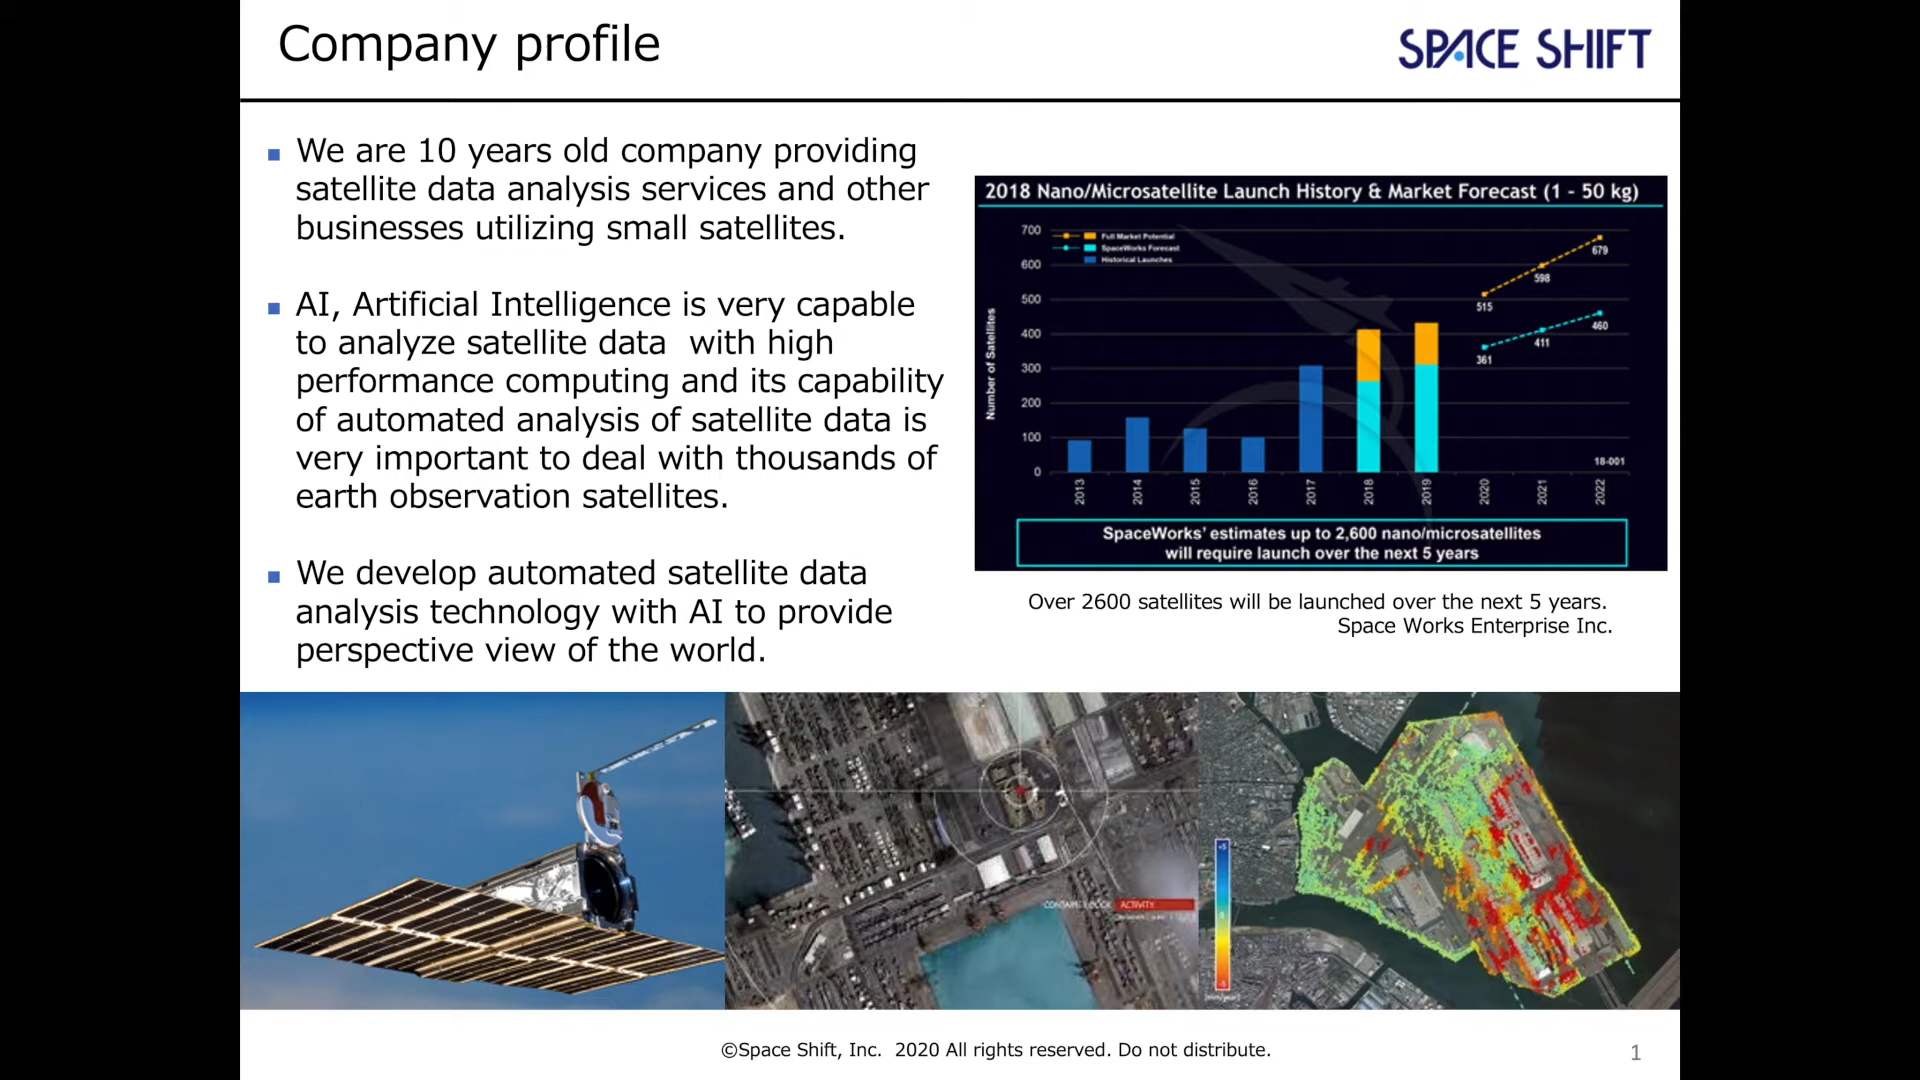 Company profile
SPACE SHIFT
We are 10 years old company providing
satellite data analysis services and other
businesses utilizing small satellites.
AI, Artificial Intelligence is very capable
to analyze satellite data  with high
performance computing and its capability
of automated analysis of satellite data is
very important to deal with thousands of
earth observation satellites.
We develop automated satellite data
analysis technology with AI to provide
perspective view of the world.
2018 Nano/Microsatellite Launch History & Market Forecast (1 - 50 kg)
Number of Satellites
700
600
500
400
300
200
100
0
Full Market Potential
SpaceWorks Forecast
Historical Launches
515
598
679
361
411
460
18-001
2013
2014
2015
2016
2017
2018
2019
2020
2021
2022
SpaceWorks' estimates up to 2,600 nano/microsatellites
will require launch over the next 5 years
Over 2600 satellites will be launched over the next 5 years.
Space Works Enterprise Inc.
ACTIVITY
+5
0
-5
[mm/year]
©Space Shift, Inc.  2020 All rights reserved. Do not distribute.
1